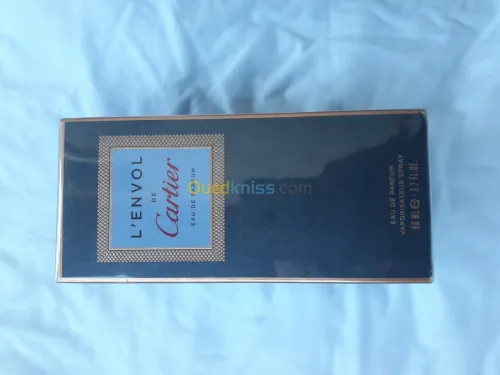 L'ENVOL
DE
Cartier
EAU DE PARFUM
EAU DE PARFUM
VAPORISATEUR SPRAY
80 ML e - 2.7 FL.OZ.
Ouedkniss.com